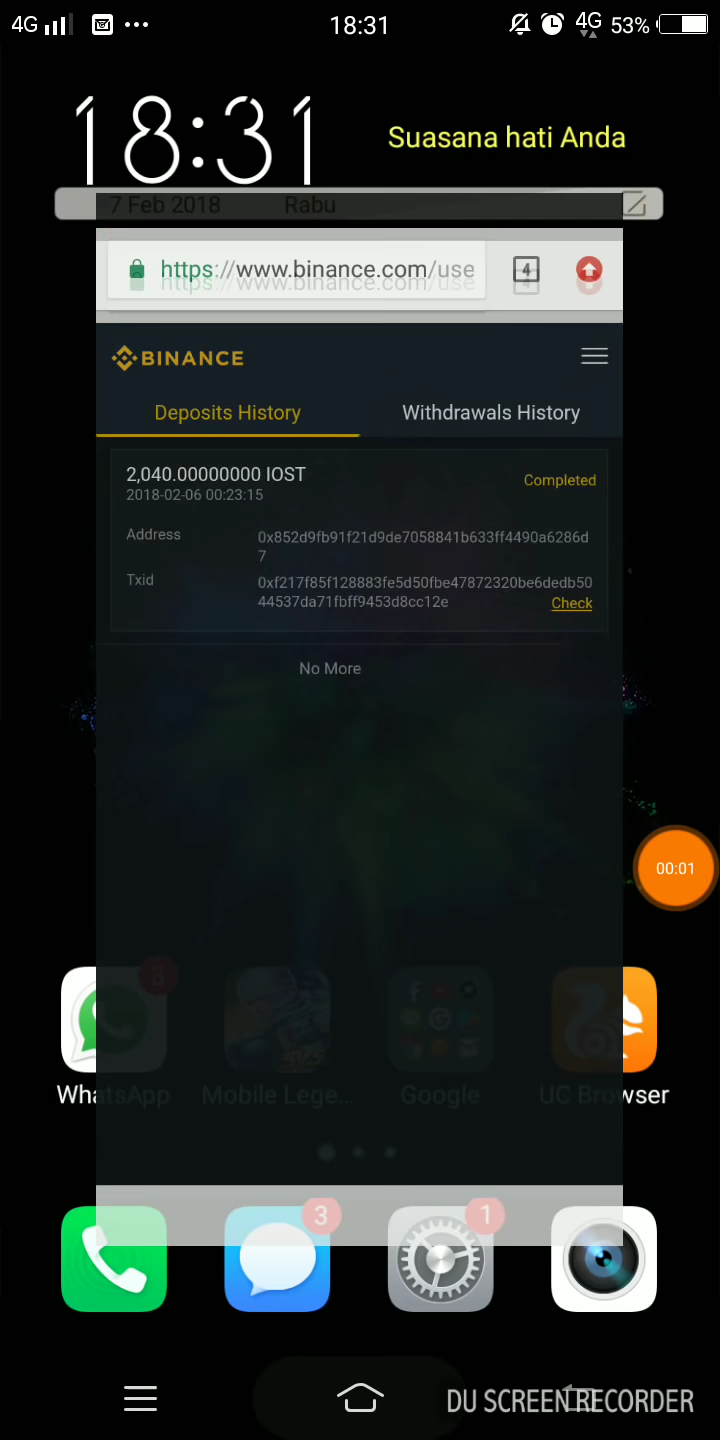 4G 18:31 4G 53%
18:31
Suasana hati Anda
7 Feb 2018 Rabu
https://www.binance.com/use 4
BINANCE
Deposits History Withdrawals History
2,040.00000000 IOST
Completed
2018-02-06 00:23:15
Address 0x852d9fb91f21d9de7058841b633ff4490a6286d
7
Txid 0xf217f85f128883fe5d50fbe47872320be6dedb50
44537da71fbff9453d8cc12e Check
No More
00:01
3
WhatsApp Mobile Lege... Google UC Browser
3 1
DU SCREEN RECORDER